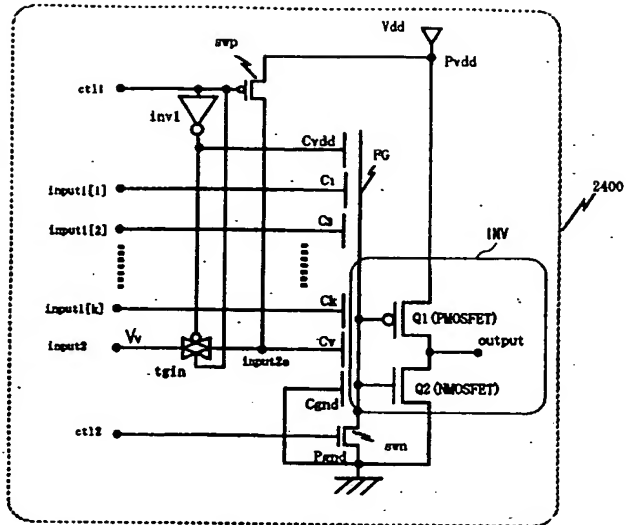 Vdd
swp
Pvdd
ctl1
inv1
Cvdd
FG
input1[1]
C1
2400
input1[2]
C2
INV
input1[k]
Ck
Q1(PMOSFET)
output
input2
Vv
Cv
tgin
input2a
Q2(NMOSFET)
Cgnd
ctl2
swn
Pgnd